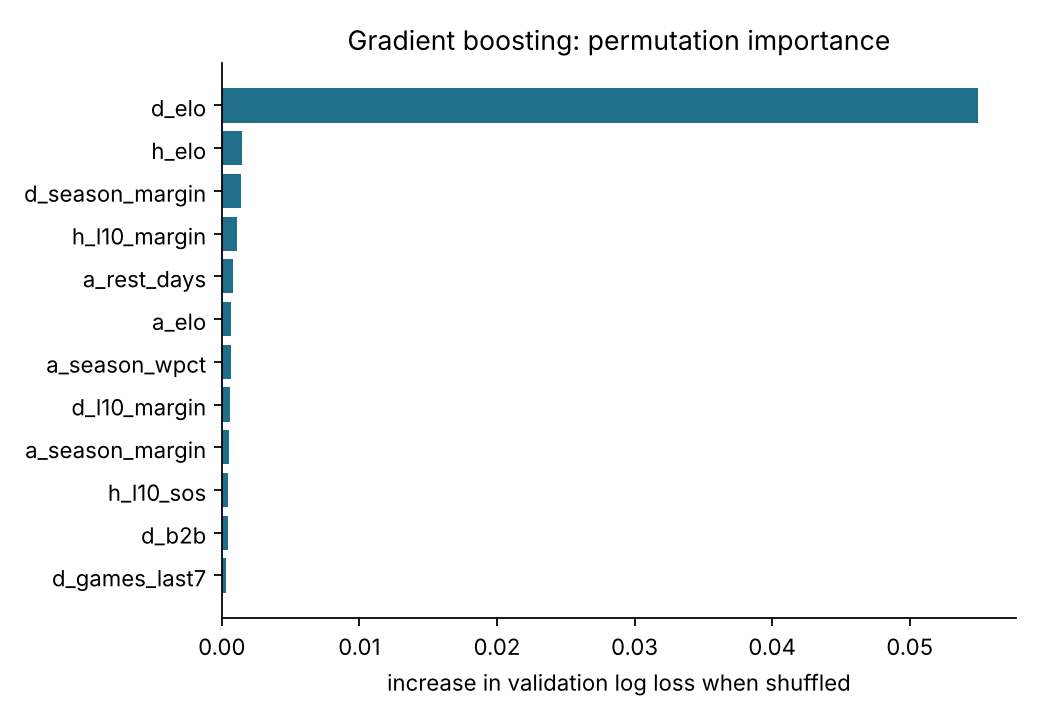 Gradient boosting: permutation importance
d_elo
h_elo
d_season_margin
h_l10_margin
a_rest_days
a_elo
a_season_wpct
d_l10_margin
a_season_margin
h_l10_sos
d_b2b
d_games_last7
0.00 0.01 0.02 0.03 0.04 0.05
increase in validation log loss when shuffled